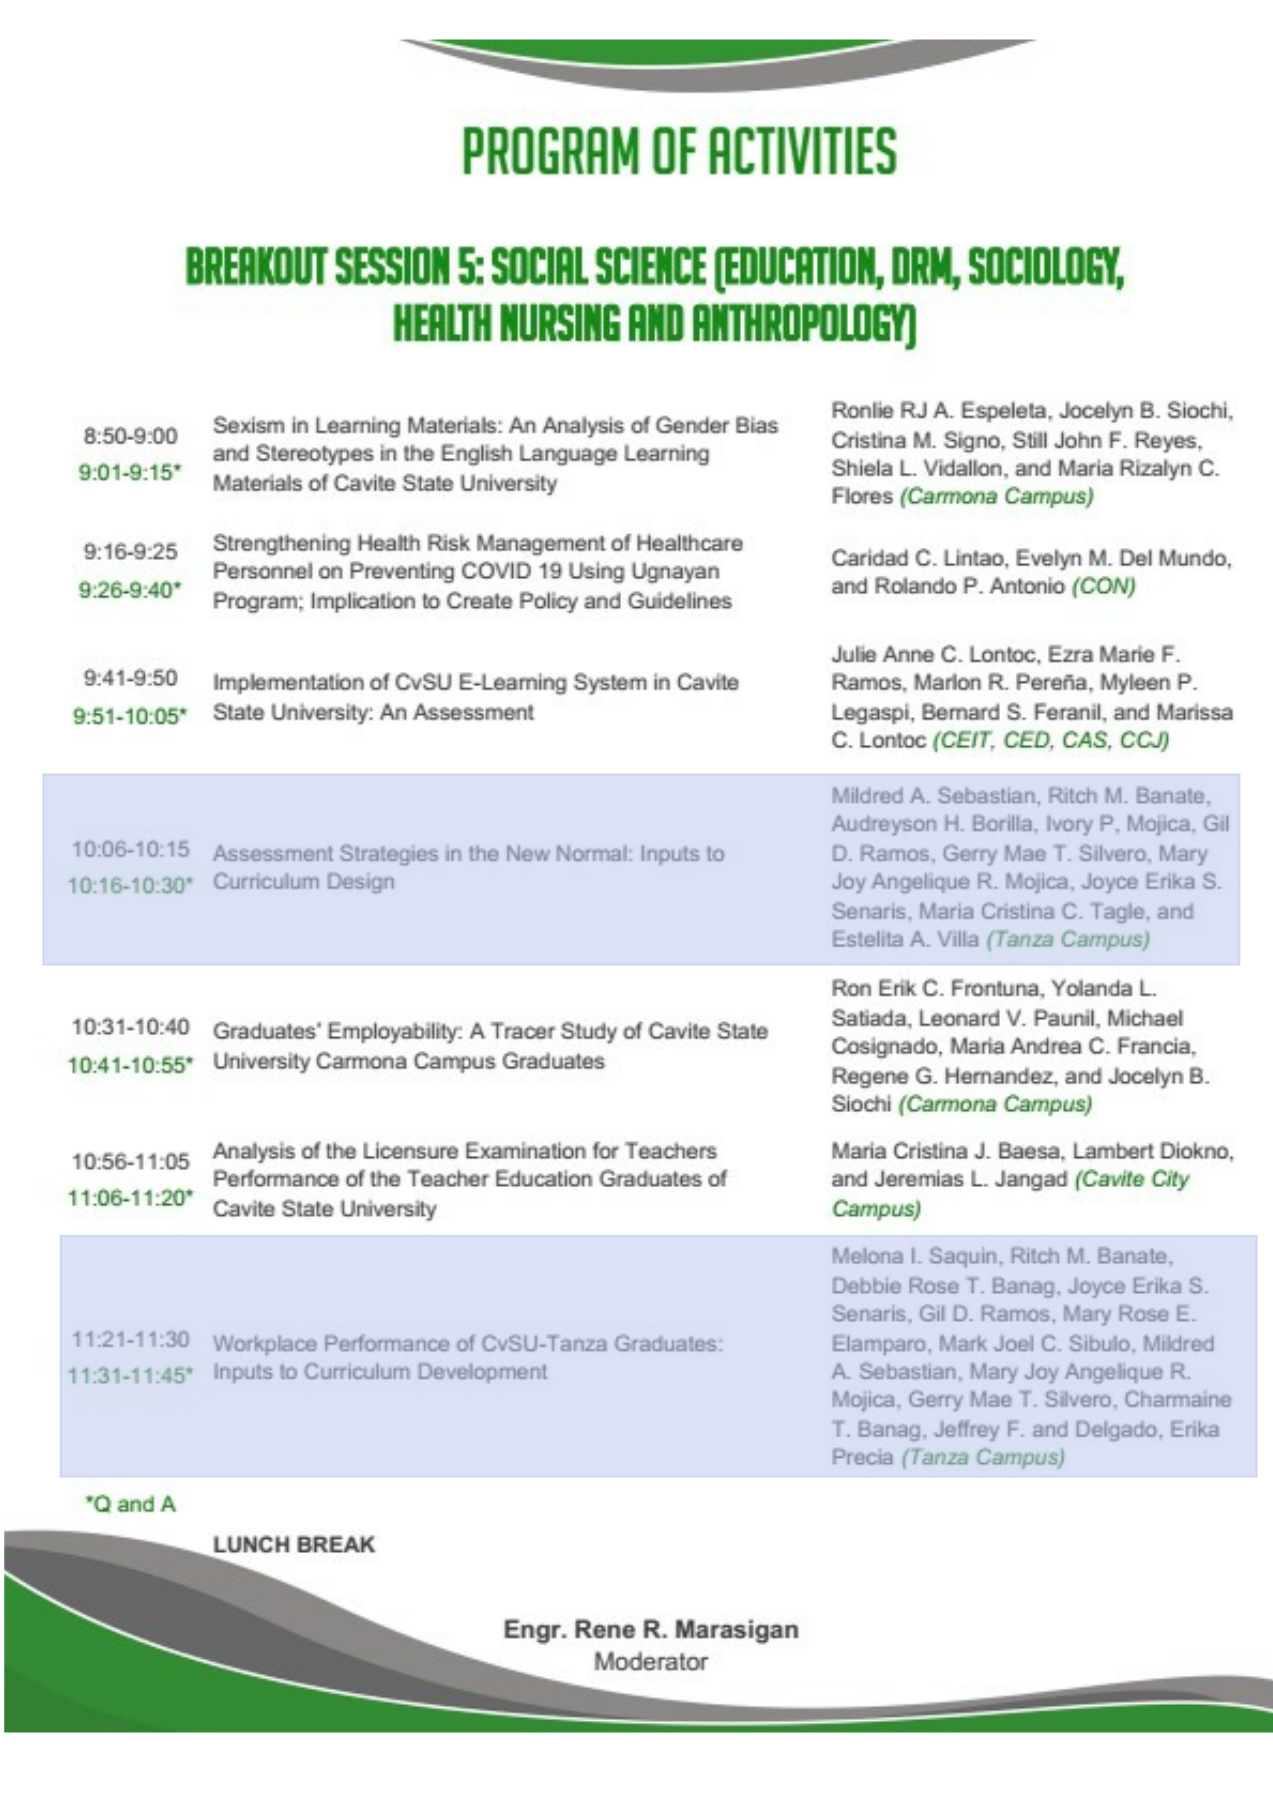 PROGRAM OF ACTIVITIES
BREAKOUT SESSION 5: SOCIAL SCIENCE (EDUCATION, DRM, SOCIOLOGY,
HEALTH NURSING AND ANTHROPOLOGY)
8:50-9:00
9:01-9:15*
Sexism in Learning Materials: An Analysis of Gender Bias
and Stereotypes in the English Language Learning
Materials of Cavite State University
Ronlie RJ A. Espeleta, Jocelyn B. Siochi,
Cristina M. Signo, Still John F. Reyes,
Shiela L. Vidallon, and Maria Rizalyn C.
Flores (Carmona Campus)
9:16-9:25
9:26-9:40*
Strengthening Health Risk Management of Healthcare
Personnel on Preventing COVID 19 Using Ugnayan
Program; Implication to Create Policy and Guidelines
Caridad C. Lintao, Evelyn M. Del Mundo,
and Rolando P. Antonio (CON)
9:41-9:50
9:51-10:05*
Implementation of CvSU E-Learning System in Cavite
State University: An Assessment
Julie Anne C. Lontoc, Ezra Marie F.
Ramos, Marlon R. Pereña, Myleen P.
Legaspi, Bernard S. Feranil, and Marissa
C. Lontoc (CEIT, CED, CAS, CCJ)
10:06-10:15
10:16-10:30*
Assessment Strategies in the New Normal: Inputs to
Curriculum Design
Mildred A. Sebastian, Ritch M. Banate,
Audreyson H. Borilla, Ivory P, Mojica, Gil
D. Ramos, Gerry Mae T. Silvero, Mary
Joy Angelique R. Mojica, Joyce Erika S.
Senaris, Maria Cristina C. Tagle, and
Estelita A. Villa (Tanza Campus)
10:31-10:40
10:41-10:55*
Graduates' Employability: A Tracer Study of Cavite State
University Carmona Campus Graduates
Ron Erik C. Frontuna, Yolanda L.
Satiada, Leonard V. Paunil, Michael
Cosignado, Maria Andrea C. Francia,
Regene G. Hernandez, and Jocelyn B.
Siochi (Carmona Campus)
10:56-11:05
11:06-11:20*
Analysis of the Licensure Examination for Teachers
Performance of the Teacher Education Graduates of
Cavite State University
Maria Cristina J. Baesa, Lambert Diokno,
and Jeremias L. Jangad (Cavite City
Campus)
11:21-11:30
11:31-11:45*
Workplace Performance of CvSU-Tanza Graduates:
Inputs to Curriculum Development
Melona I. Saquin, Ritch M. Banate,
Debbie Rose T. Banag, Joyce Erika S.
Senaris, Gil D. Ramos, Mary Rose E.
Elamparo, Mark Joel C. Sibulo, Mildred
A. Sebastian, Mary Joy Angelique R.
Mojica, Gerry Mae T. Silvero, Charmaine
T. Banag, Jeffrey F. and Delgado, Erika
Precia (Tanza Campus)
*Q and A
LUNCH BREAK
Engr. Rene R. Marasigan
Moderator